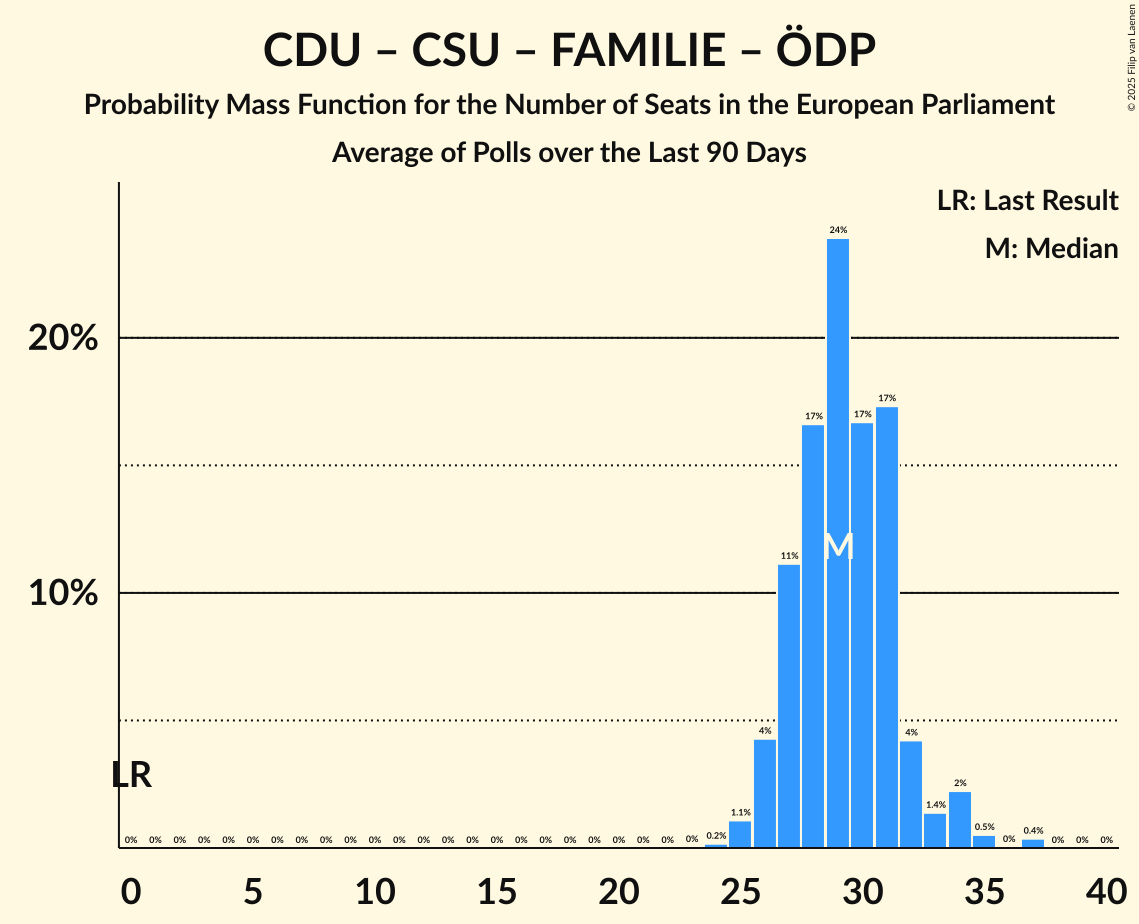 CDU – CSU – FAMILIE – ÖDP
Probability Mass Function for the Number of Seats in the European Parliament
Average of Polls over the Last 90 Days
© 2025 Filip van Laenen
LR: Last Result
M: Median
20%
10%
24%
17%
17%
17%
11%
M
4%
4%
LR
0% 0% 0% 0% 0% 0% 0% 0% 0% 0% 0% 0% 0% 0% 0% 0% 0% 0% 0% 0% 0% 0% 0% 0% 0.2% 1.1% 1.4% 2% 0.5% 0% 0.4% 0% 0% 0%
0 5 10 15 20 25 30 35 40